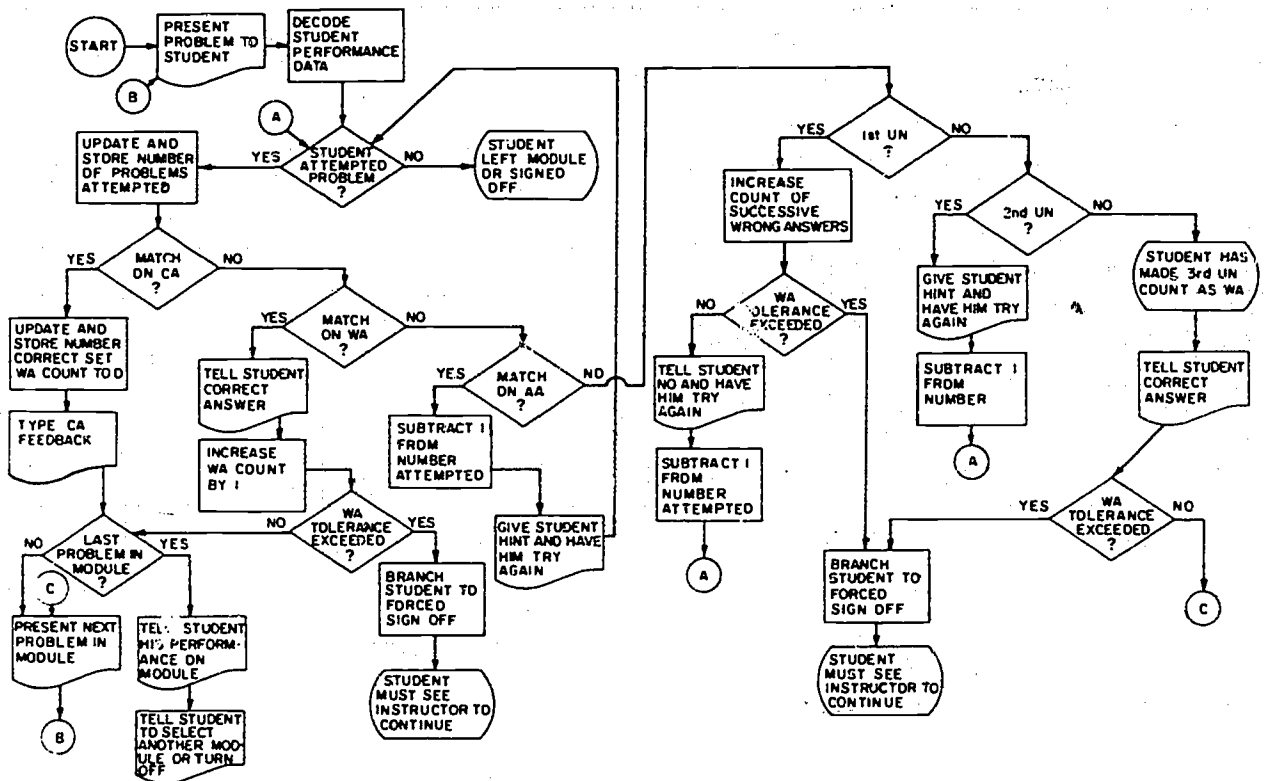 START
PRESENT
PROBLEM TO
STUDENT
B
DECODE
STUDENT
PERFORMANCE
DATA
A
STUDENT
ATTEMPTED
PROBLEM
?
YES
NO
STUDENT
LEFT MODULE
OR SIGNED
OFF
UPDATE AND
STORE NUMBER
OF PROBLEMS
ATTEMPTED
MATCH
ON CA
?
YES
NO
UPDATE AND
STORE NUMBER
CORRECT SET
WA COUNT TO 0
TYPE CA
FEEDBACK
MATCH
ON WA
?
YES
NO
TELL STUDENT
CORRECT
ANSWER
INCREASE
WA COUNT
BY 1
MATCH
ON AA
?
YES
NO
SUBTRACT 1
FROM
NUMBER
ATTEMPTED
GIVE STUDENT
HINT AND HAVE
HIM TRY
AGAIN
WA
TOLERANCE
EXCEEDED
?
NO
YES
BRANCH
STUDENT TO
FORCED
SIGN OFF
STUDENT
MUST SEE
INSTRUCTOR TO
CONTINUE
LAST
PROBLEM IN
MODULE
?
NO
YES
C
PRESENT NEXT
PROBLEM IN
MODULE
B
TELL STUDENT
HIS PERFORM-
ANCE ON
MODULE
TELL STUDENT
TO SELECT
ANOTHER MOD-
ULE OR TURN
OFF
1st UN
?
YES
NO
INCREASE
COUNT OF
SUCCESSIVE
WRONG ANSWERS
WA
TOLERANCE
EXCEEDED
?
NO
YES
TELL STUDENT
NO AND HAVE
HIM TRY
AGAIN
SUBTRACT 1
FROM
NUMBER
ATTEMPTED
A
2nd UN
?
YES
NO
GIVE STUDENT
HINT AND
HAVE HIM TRY
AGAIN
SUBTRACT 1
FROM
NUMBER
A
STUDENT HAS
MADE 3rd UN
COUNT AS WA
TELL STUDENT
CORRECT
ANSWER
WA
TOLERANCE
EXCEEDED
?
YES
NO
C
BRANCH
STUDENT TO
FORCED
SIGN OFF
STUDENT
MUST SEE
INSTRUCTOR TO
CONTINUE